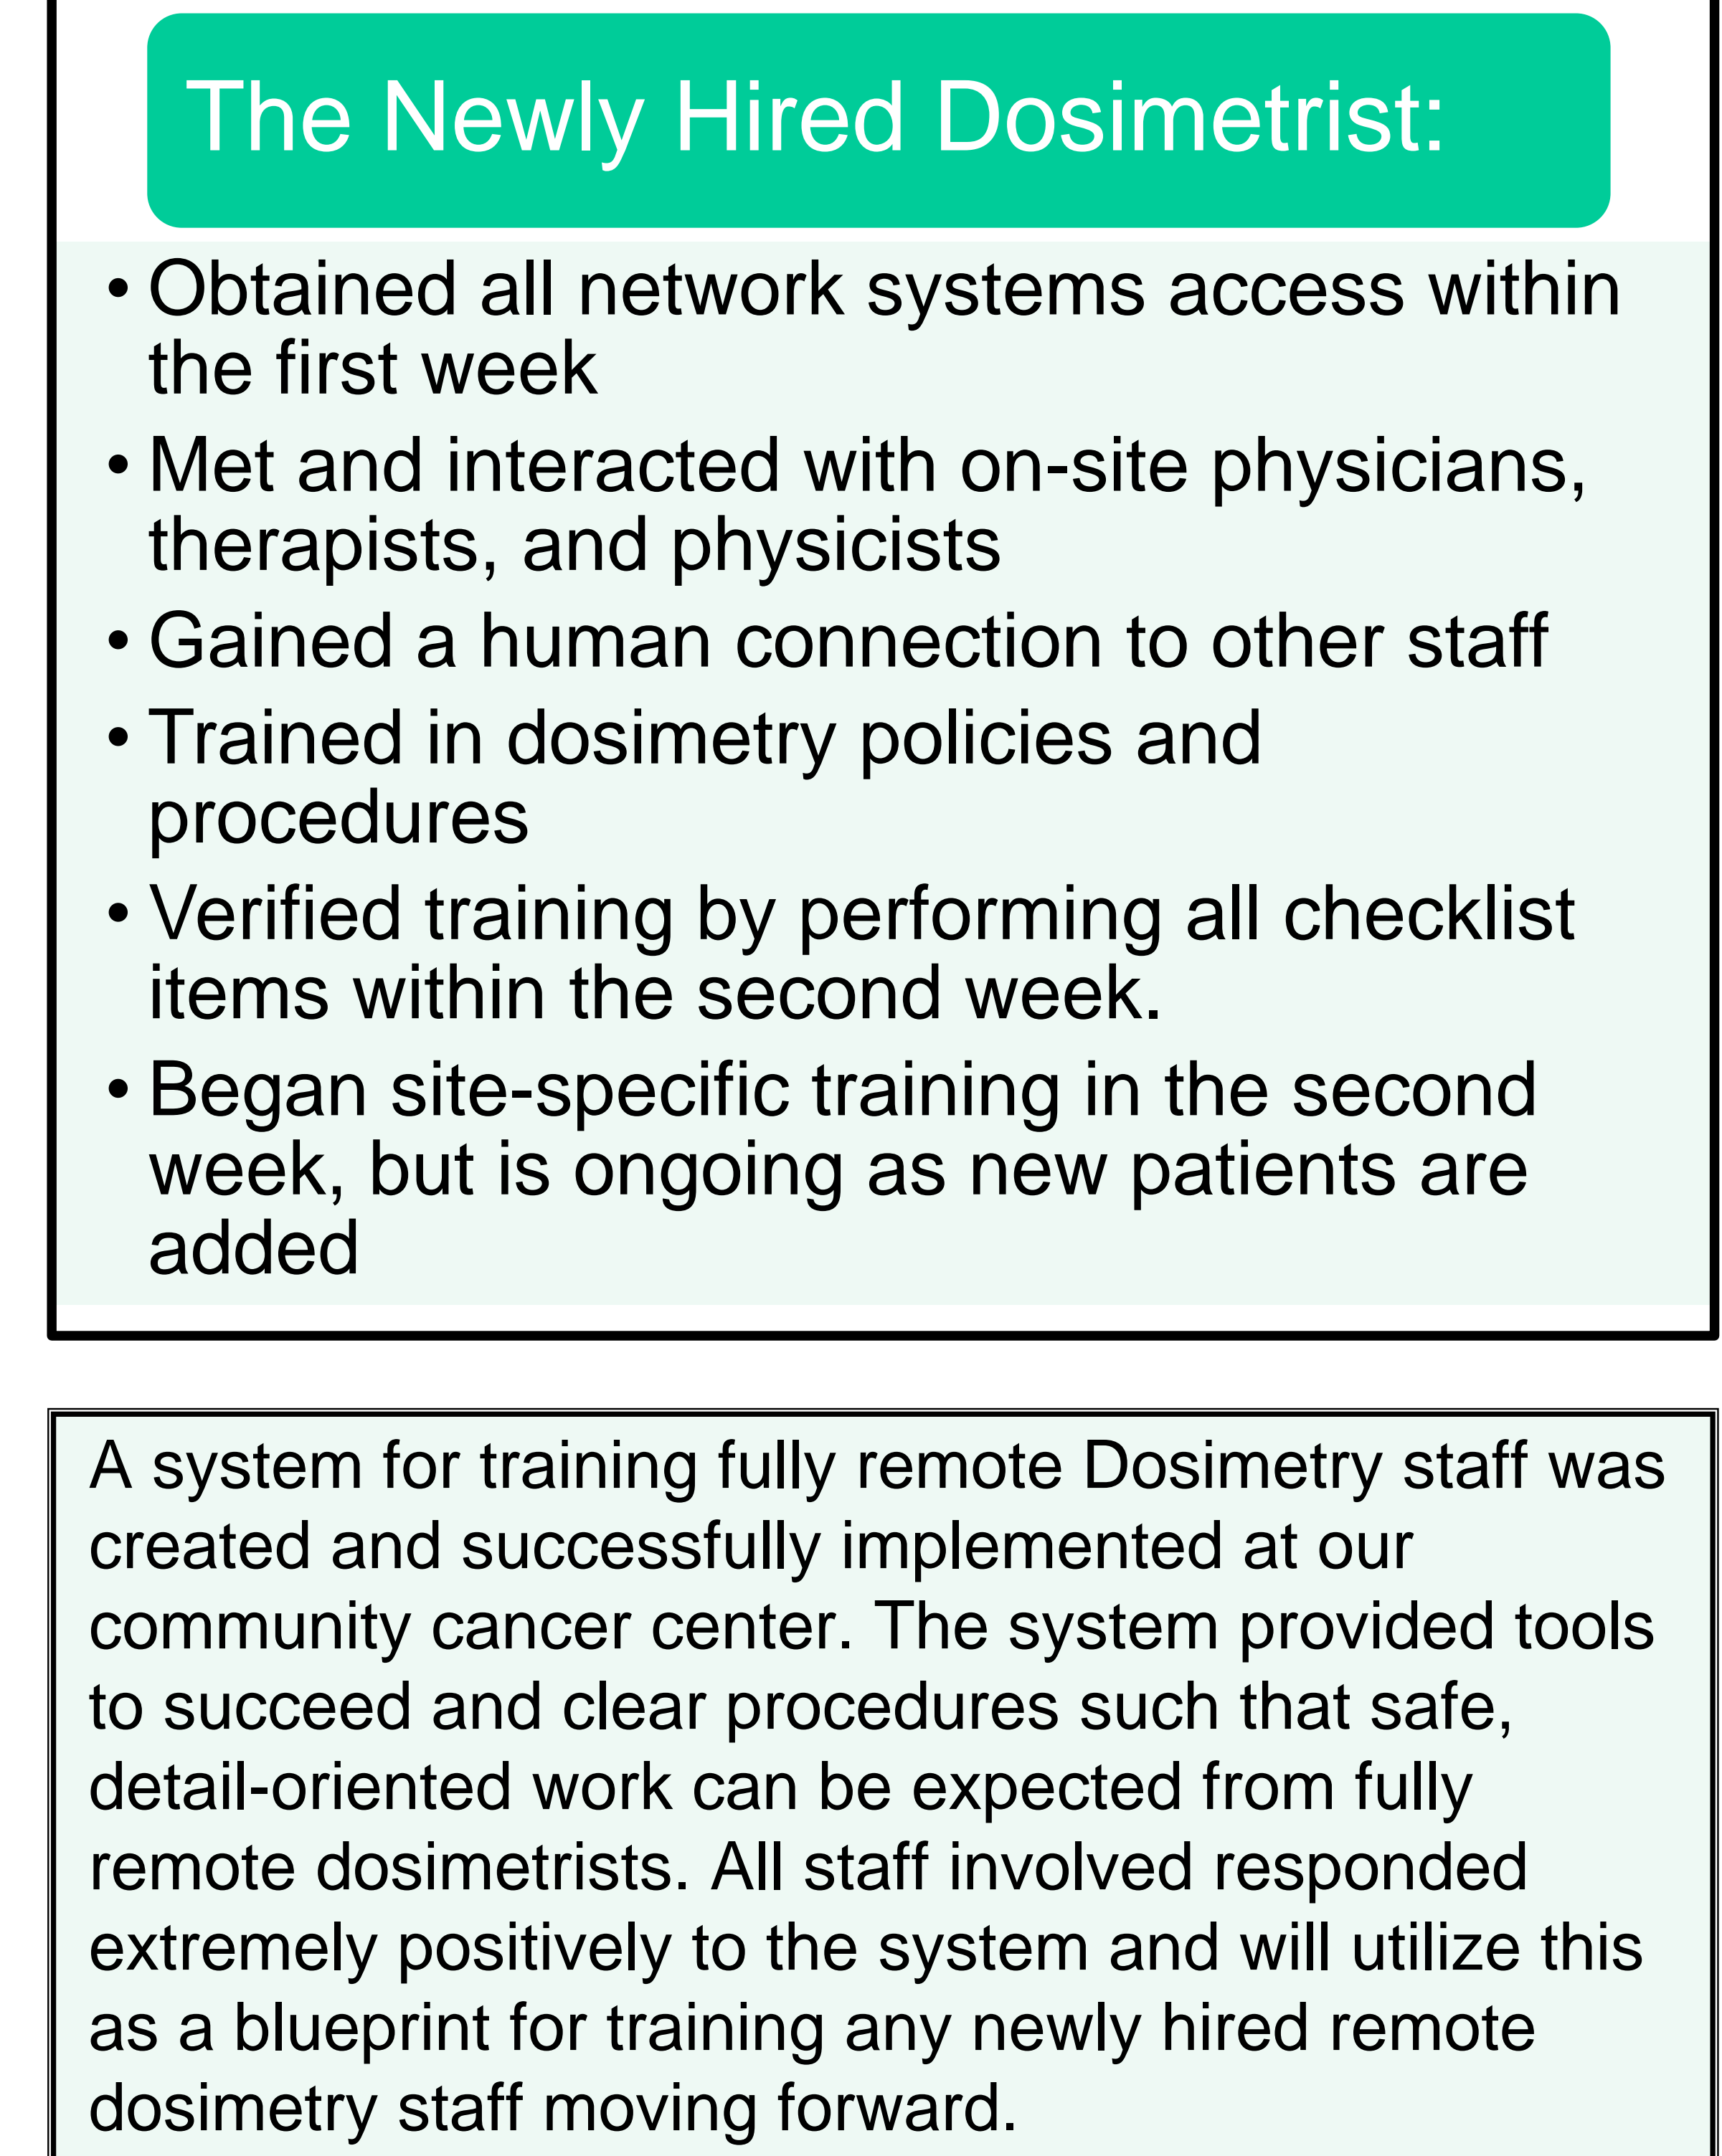 The Newly Hired Dosimetrist:
• Obtained all network systems access within
the first week
• Met and interacted with on-site physicians,
therapists, and physicists
• Gained a human connection to other staff
• Trained in dosimetry policies and
procedures
• Verified training by performing all checklist
items within the second week.
• Began site-specific training in the second
week, but is ongoing as new patients are
added
A system for training fully remote Dosimetry staff was
created and successfully implemented at our
community cancer center. The system provided tools
to succeed and clear procedures such that safe,
detail-oriented work can be expected from fully
remote dosimetrists. All staff involved responded
extremely positively to the system and will utilize this
as a blueprint for training any newly hired remote
dosimetry staff moving forward.